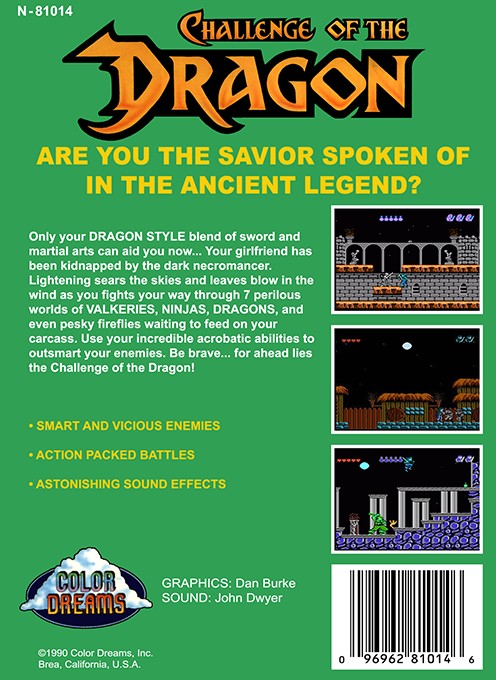 N-81014
CHALLENGE OF THE
DRAGON
ARE YOU THE SAVIOR SPOKEN OF
IN THE ANCIENT LEGEND?
Only your DRAGON STYLE blend of sword and
martial arts can aid you now... Your girlfriend has
been kidnapped by the dark necromancer.
Lightening sears the skies and leaves blow in the
wind as you fights your way through 7 perilous
worlds of VALKERIES, NINJAS, DRAGONS, and
even pesky fireflies waiting to feed on your
carcass. Use your incredible acrobatic abilities to
outsmart your enemies. Be brave... for ahead lies
the Challenge of the Dragon!
• SMART AND VICIOUS ENEMIES
• ACTION PACKED BATTLES
• ASTONISHING SOUND EFFECTS
COLOR
DREAMS
GRAPHICS: Dan Burke
SOUND: John Dwyer
©1990 Color Dreams, Inc.
Brea, California, U.S.A.
0 96962 81014 6